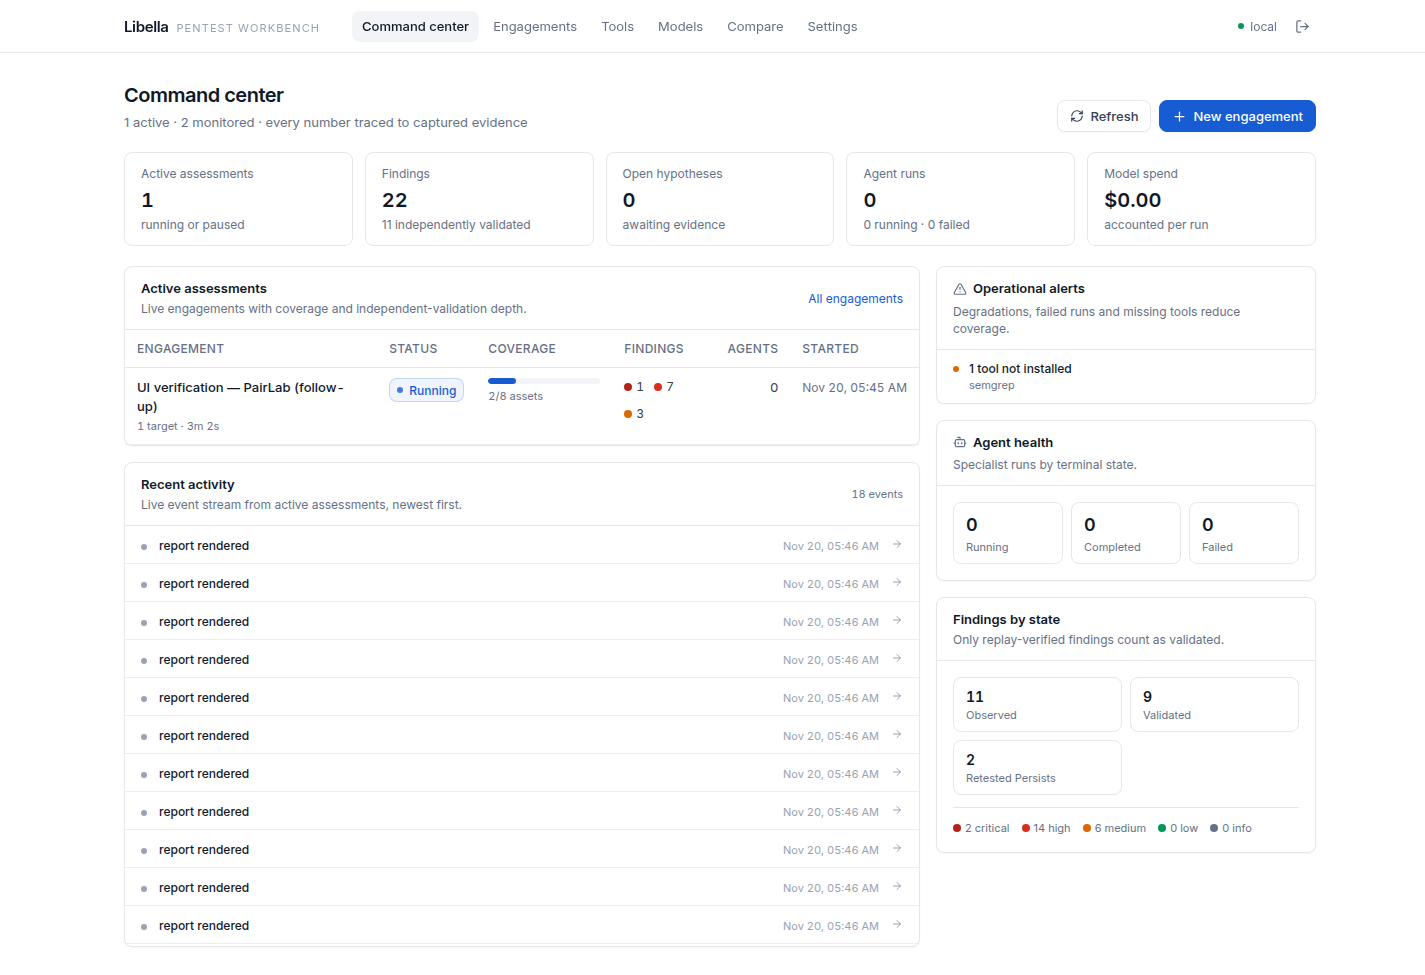 Libella PENTEST WORKBENCH
Command center Engagements Tools Models Compare Settings
local
Command center
1 active · 2 monitored · every number traced to captured evidence
Refresh
New engagement
Active assessments
1
running or paused
Findings
22
11 independently validated
Open hypotheses
0
awaiting evidence
Agent runs
0
0 running · 0 failed
Model spend
$0.00
accounted per run
Active assessments
Live engagements with coverage and independent-validation depth.
All engagements
ENGAGEMENT STATUS COVERAGE FINDINGS AGENTS STARTED
UI verification — PairLab (follow-
up)
1 target · 3m 2s
Running
2/8 assets
1 7
3
0
Nov 20, 05:45 AM
Recent activity
Live event stream from active assessments, newest first.
18 events
report rendered Nov 20, 05:46 AM
report rendered Nov 20, 05:46 AM
report rendered Nov 20, 05:46 AM
report rendered Nov 20, 05:46 AM
report rendered Nov 20, 05:46 AM
report rendered Nov 20, 05:46 AM
report rendered Nov 20, 05:46 AM
report rendered Nov 20, 05:46 AM
report rendered Nov 20, 05:46 AM
report rendered Nov 20, 05:46 AM
report rendered Nov 20, 05:46 AM
Operational alerts
Degradations, failed runs and missing tools reduce
coverage.
1 tool not installed
semgrep
Agent health
Specialist runs by terminal state.
0
Running
0
Completed
0
Failed
Findings by state
Only replay-verified findings count as validated.
11
Observed
9
Validated
2
Retested Persists
2 critical 14 high 6 medium 0 low 0 info